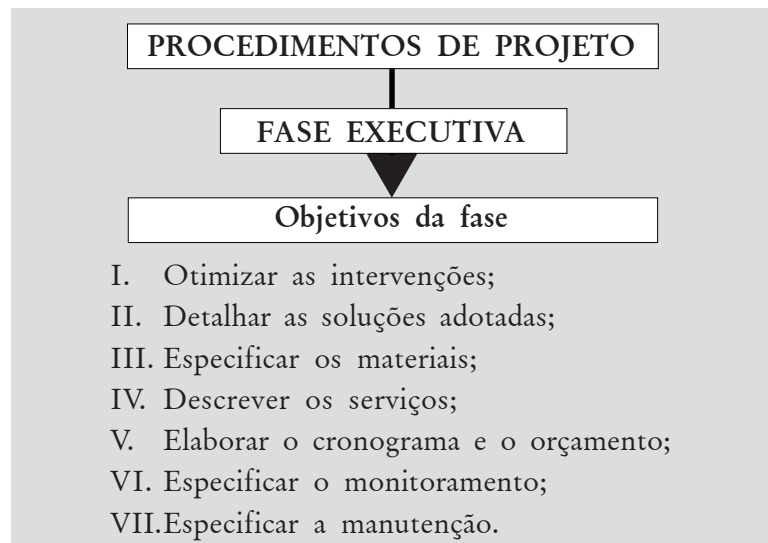 PROCEDIMENTOS DE PROJETO
FASE EXECUTIVA
Objetivos da fase
I. Otimizar as intervenções;
II. Detalhar as soluções adotadas;
III. Especificar os materiais;
IV. Descrever os serviços;
V. Elaborar o cronograma e o orçamento;
VI. Especificar o monitoramento;
VII.Especificar a manutenção.